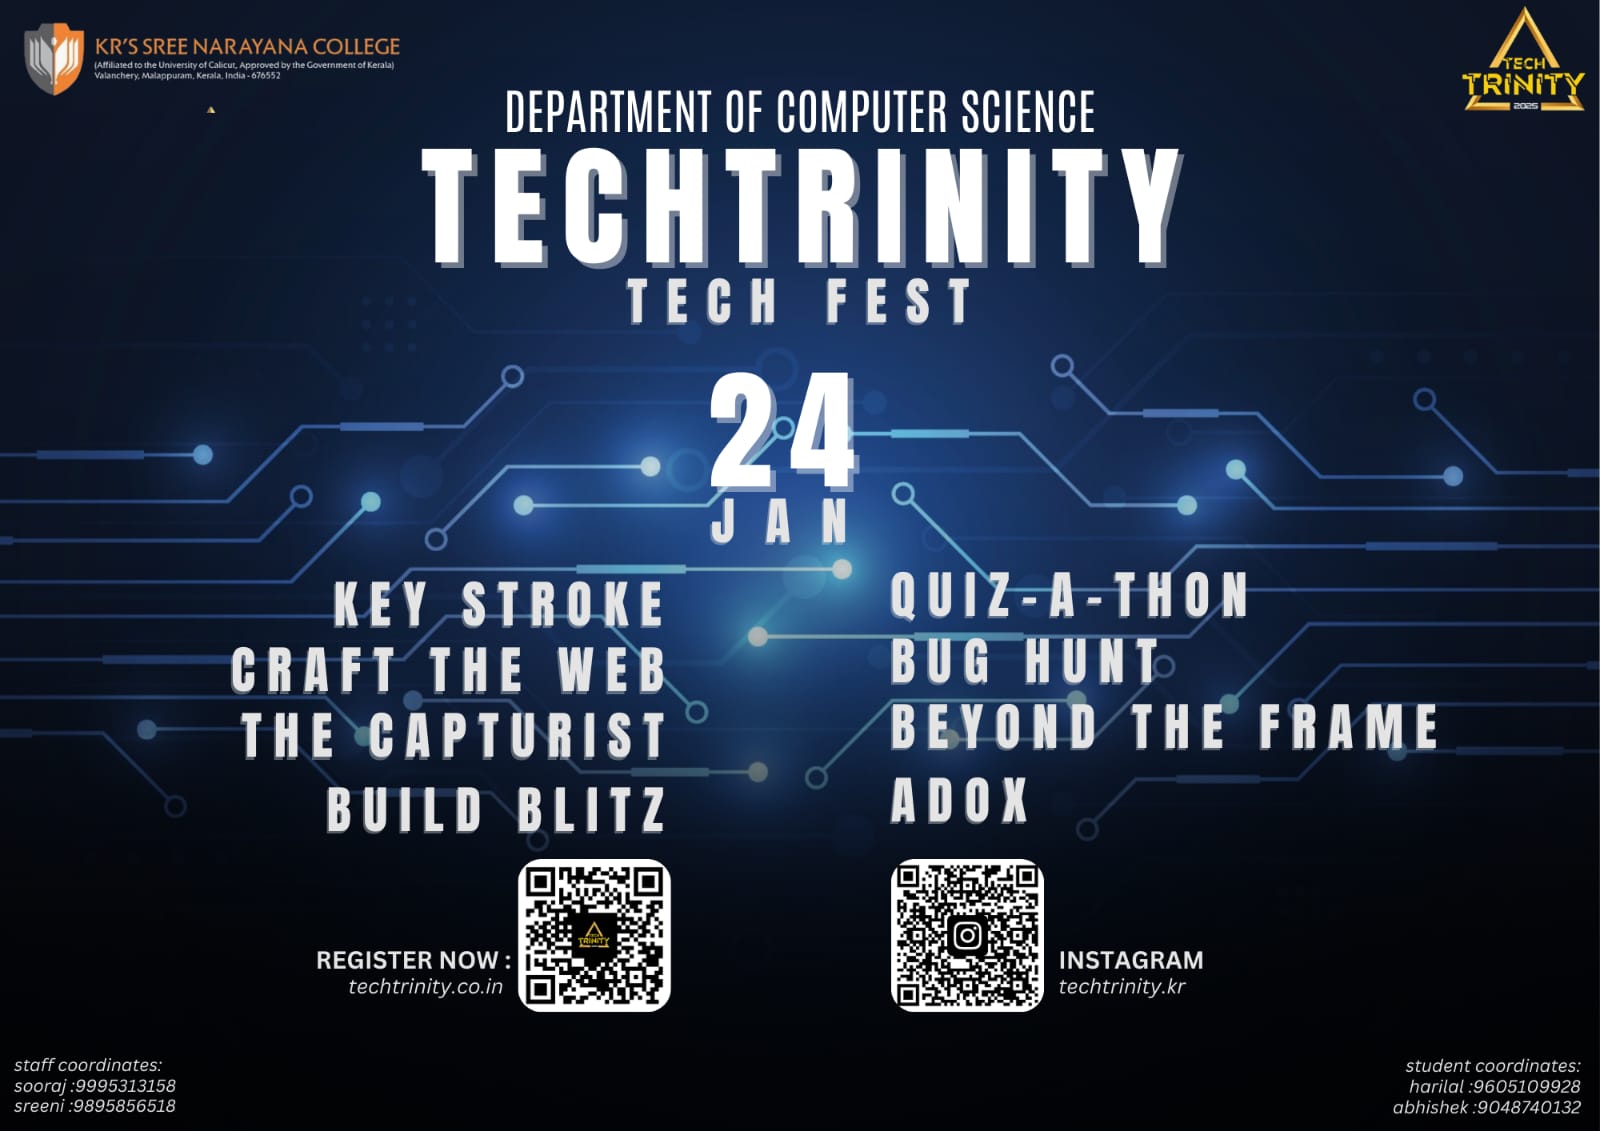 KR'S SREE NARAYANA COLLEGE
(Affiliated to the University of Calicut, Approved by the Government of Kerala)
Valanchery, Malappuram, Kerala, India - 676552
TECH
TRINITY
2025
DEPARTMENT OF COMPUTER SCIENCE
TECHTRINITY
TECH FEST
24
JAN
KEY STROKE
CRAFT THE WEB
THE CAPTURIST
BUILD BLITZ
QUIZ-A-THON
BUG HUNT
BEYOND THE FRAME
ADOX
REGISTER NOW :
techtrinity.co.in
TECH
TRINITY
INSTAGRAM
techtrinity.kr
staff coordinates:
sooraj :9995313158
sreeni :9895856518
student coordinates:
harilal :9605109928
abhishek :9048740132